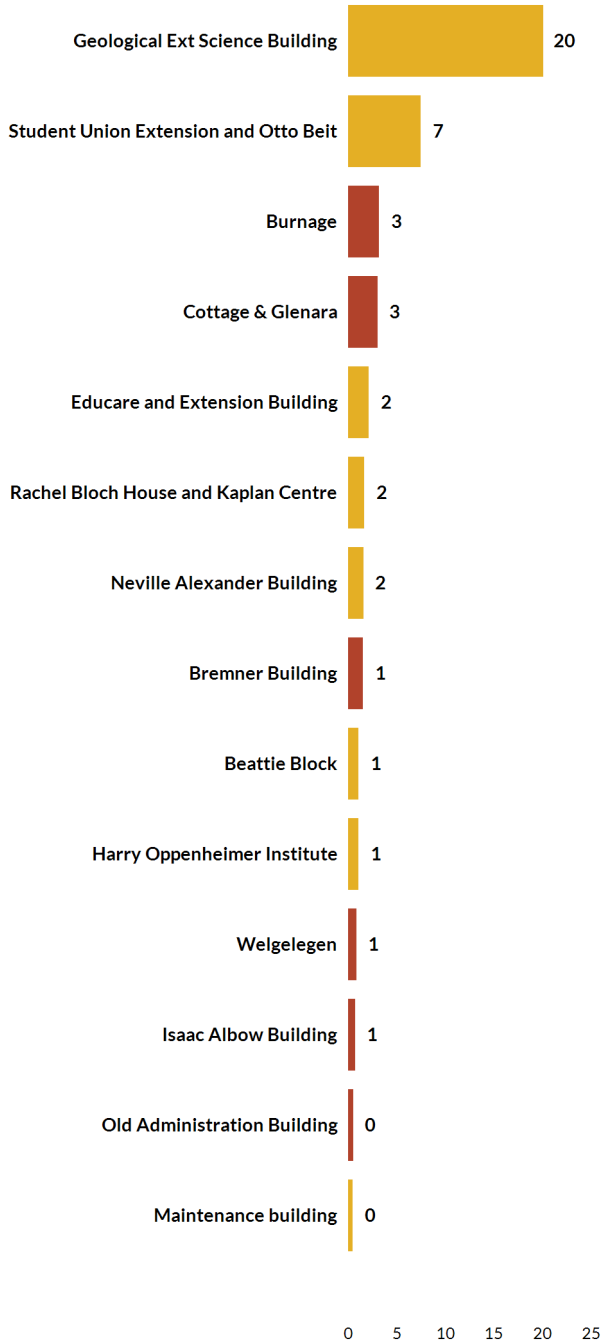 Geological Ext Science Building 20
Student Union Extension and Otto Beit 7
Burnage 3
Cottage & Glenara 3
Educare and Extension Building 2
Rachel Bloch House and Kaplan Centre 2
Neville Alexander Building 2
Bremner Building 1
Beattie Block 1
Harry Oppenheimer Institute 1
Welgelegen 1
Isaac Albow Building 1
Old Administration Building 0
Maintenance building 0
0 5 10 15 20 25